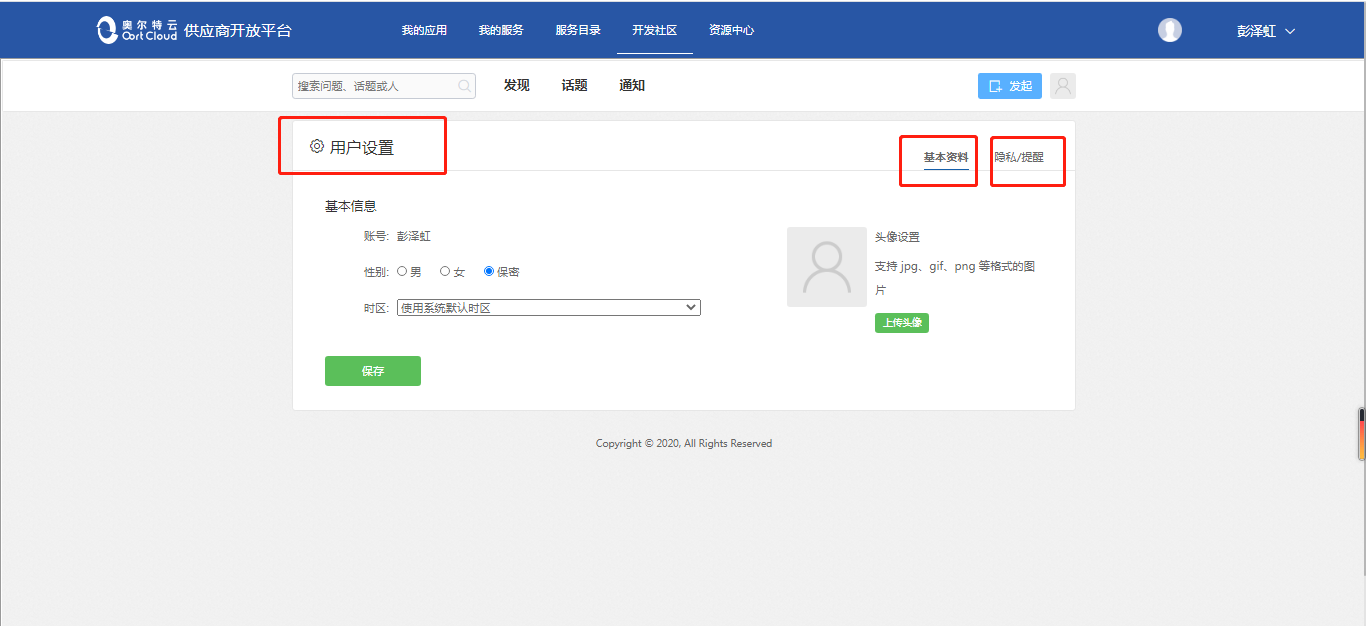 奥尔特云
OortCloud
供应商开放平台
我的应用 我的服务 服务目录 开发社区 资源中心
彭泽虹
搜索问题、话题或人
发现 话题 通知
发起
用户设置
基本资料 隐私/提醒
基本信息
账号: 彭泽虹
性别: 男 女 保密
时区: 使用系统默认时区
头像设置
支持 jpg、gif、png 等格式的图
片
上传头像
保存
Copyright © 2020, All Rights Reserved